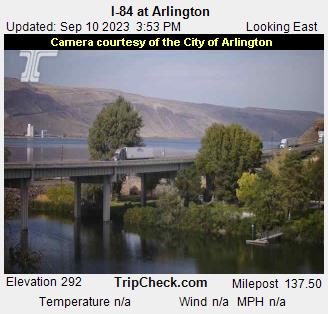 I-84 at Arlington
Updated: Sep 10 2023 3:53 PM Looking East
Camera courtesy of the City of Arlington
Elevation 292 TripCheck.com Milepost 137.50
Temperature n/a Wind n/a MPH n/a